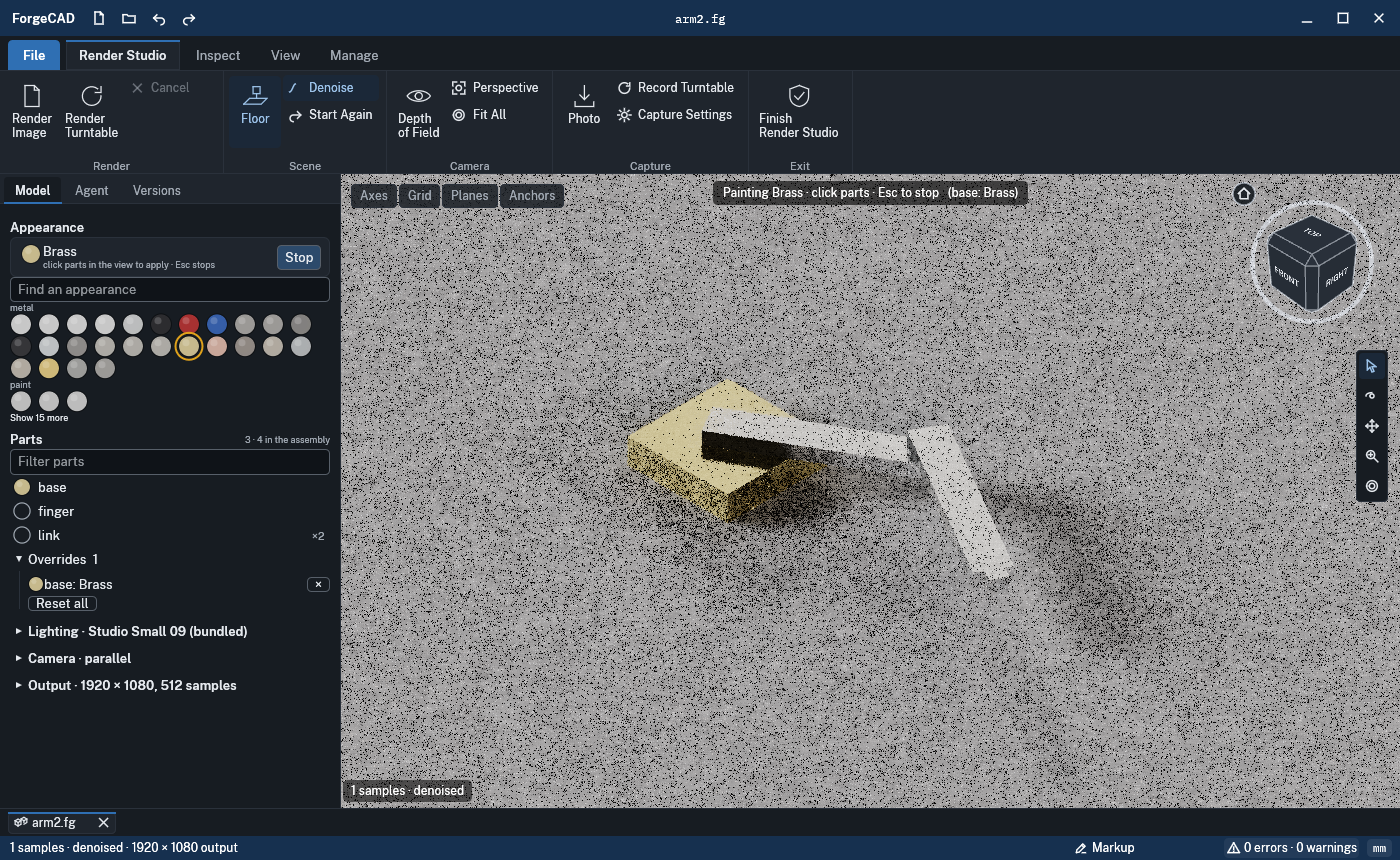 ForgeCAD
arm2.fg
File
Render Studio
Inspect
View
Manage
Render Image
Render Turntable
Cancel
Render
Floor
Denoise
Start Again
Scene
Depth of Field
Perspective
Fit All
Camera
Photo
Record Turntable
Capture Settings
Capture
Finish Render Studio
Exit
Model
Agent
Versions
Appearance
Brass
click parts in the view to apply · Esc stops
Stop
Find an appearance
metal
paint
Show 15 more
Parts
3 · 4 in the assembly
Filter parts
base
finger
link
×2
Overrides 1
base: Brass
Reset all
Lighting · Studio Small 09 (bundled)
Camera · parallel
Output · 1920 × 1080, 512 samples
Axes
Grid
Planes
Anchors
Painting Brass · click parts · Esc to stop (base: Brass)
TOP
FRONT
RIGHT
1 samples · denoised
arm2.fg
1 samples · denoised · 1920 × 1080 output
Markup
0 errors · 0 warnings
mm